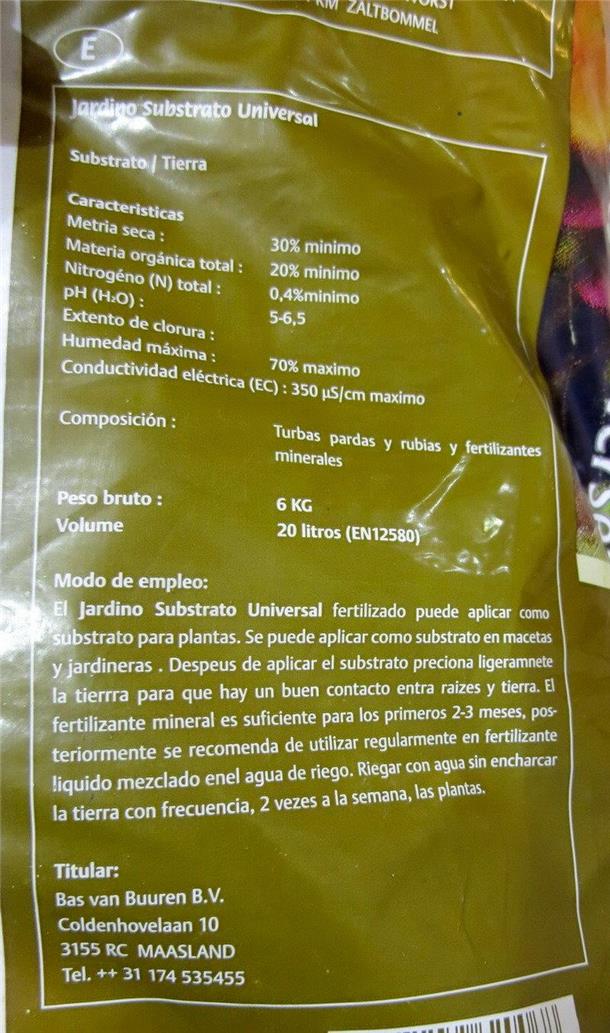 KM ZALTBOMMEL
E
Jardino Substrato Universal
Substrato / Tierra
Caracteristicas
Metria seca : 30% minimo
Materia orgánica total : 20% minimo
Nitrogéno (N) total : 0,4%minimo
pH (H₂O) : 5-6,5
Extento de clorura :
Humedad máxima : 70% maximo
Conductividad eléctrica (EC) : 350 µS/cm maximo
Composición : Turbas pardas y rubias y fertilizantes
minerales
Peso bruto : 6 KG
Volume 20 litros (EN12580)
Modo de empleo:
El Jardino Substrato Universal fertilizado puede aplicar como
substrato para plantas. Se puede aplicar como substrato en macetas
y jardineras . Despeus de aplicar el substrato preciona ligeramnete
la tierrra para que hay un buen contacto entra raizes y tierra. El
fertilizante mineral es suficiente para los primeros 2-3 meses, pos-
teriormente se recomenda de utilizar regularmente en fertilizante
liquido mezclado enel agua de riego. Riegar con agua sin encharcar
la tierra con frecuencia, 2 vezes a la semana, las plantas.
Titular:
Bas van Buuren B.V.
Coldenhovelaan 10
3155 RC MAASLAND
Tel. ++ 31 174 535455